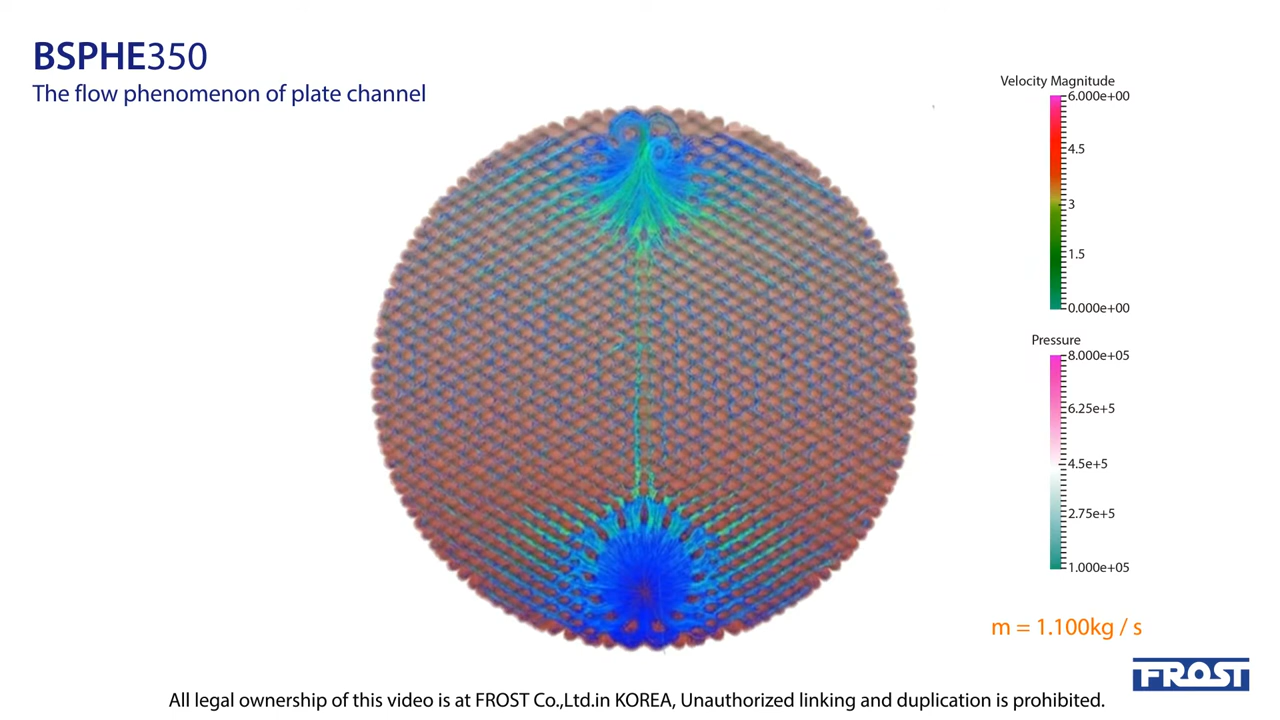 BSPHE350
The flow phenomenon of plate channel
Velocity Magnitude
6.000e+00
4.5
3
1.5
0.000e+00
Pressure
8.000e+05
6.25e+5
4.5e+5
2.75e+5
1.000e+05
m = 1.100kg / s
FROST
All legal ownership of this video is at FROST Co.,Ltd.in KOREA, Unauthorized linking and duplication is prohibited.